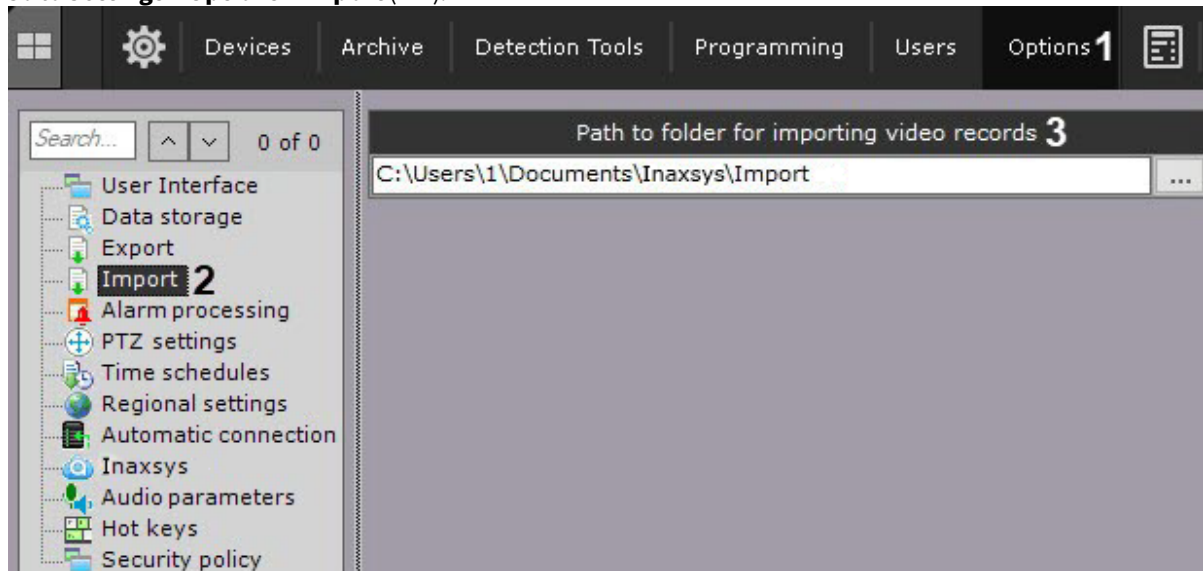 Devices Archive Detection Tools Programming Users Options 1
Search... 0 of 0
Path to folder for importing video records 3
C:\Users\1\Documents\Inaxsys\Import ...
User Interface
Data storage
Export
Import 2
Alarm processing
PTZ settings
Time schedules
Regional settings
Automatic connection
Inaxsys
Audio parameters
Hot keys
Security policy